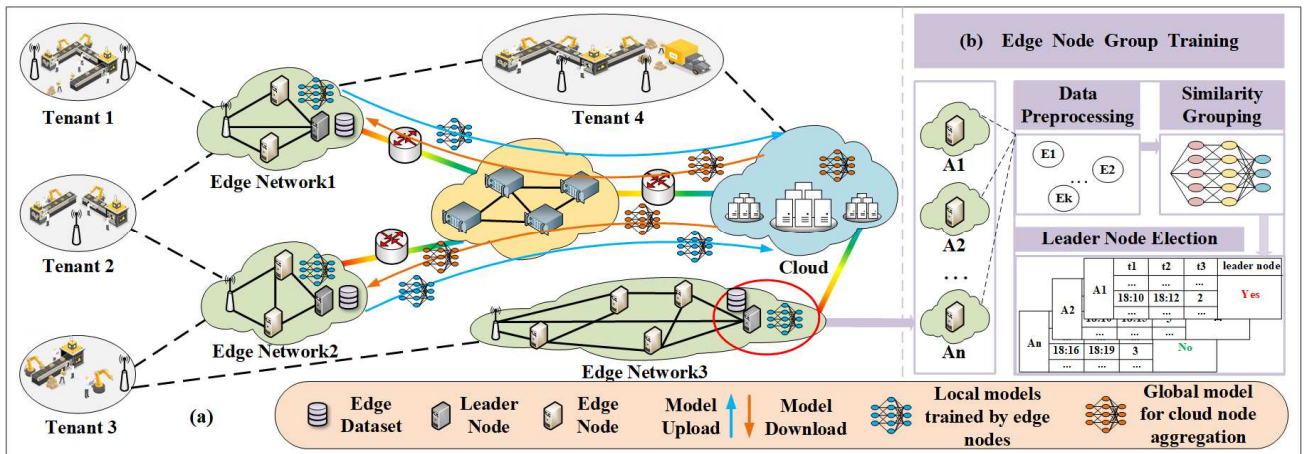 Tenant 1
Tenant 2
Tenant 3
Tenant 4
Edge Network1
Edge Network2
Edge Network3
Cloud
(a)
Edge
Dataset
Leader
Node
Edge
Node
Model
Upload
Model
Download
Local models
trained by edge
nodes
Global model
for cloud node
aggregation
(b) Edge Node Group Training
A1
A2
...
An
Data
Preprocessing
E1
E2
...
Ek
Similarity
Grouping
Leader Node Election
A1
t1 t2 t3 leader node
... ... ...
18:10 18:12 2 Yes
... ... ...
A2
...
An
18:16 18:19 3 No
... ... ...